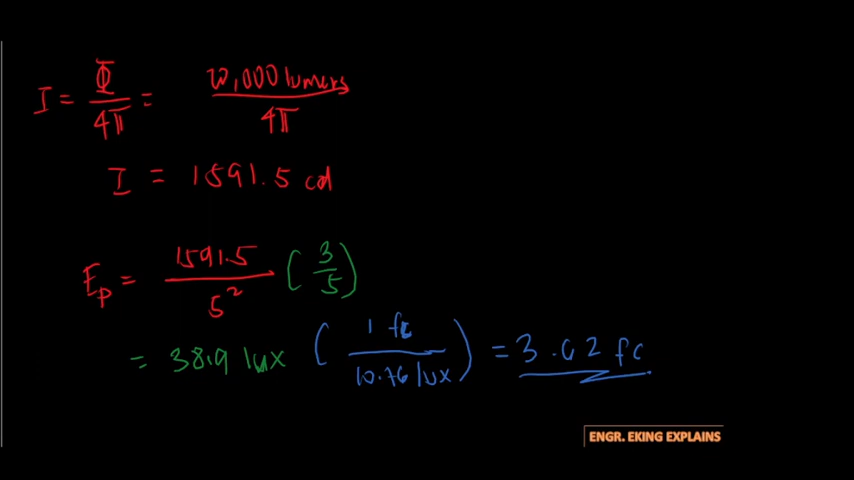 I = Φ/4π = 20,000 lumens/4π
I = 1591.5 cd
Ep = 1591.5/5² (3/5)
= 38.9 lux (1 fc/10.76 lux) = 3.62 fc
ENGR. EKING EXPLAINS